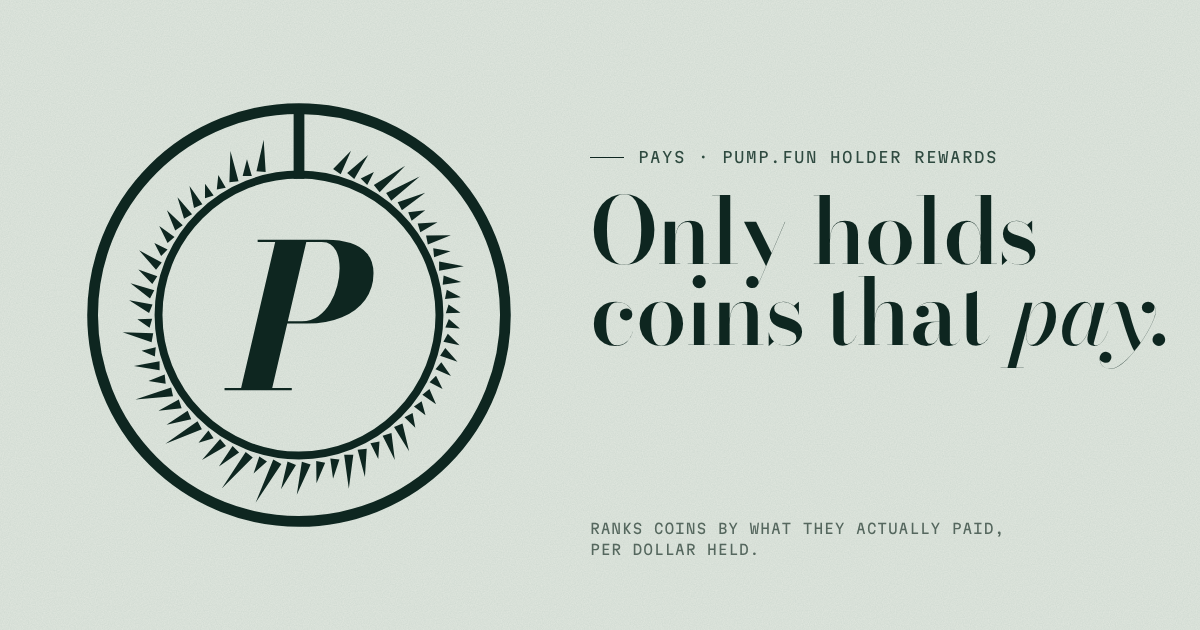 P
PAYS · PUMP.FUN HOLDER REWARDS
Only holds
coins that pay.
RANKS COINS BY WHAT THEY ACTUALLY PAID,
PER DOLLAR HELD.